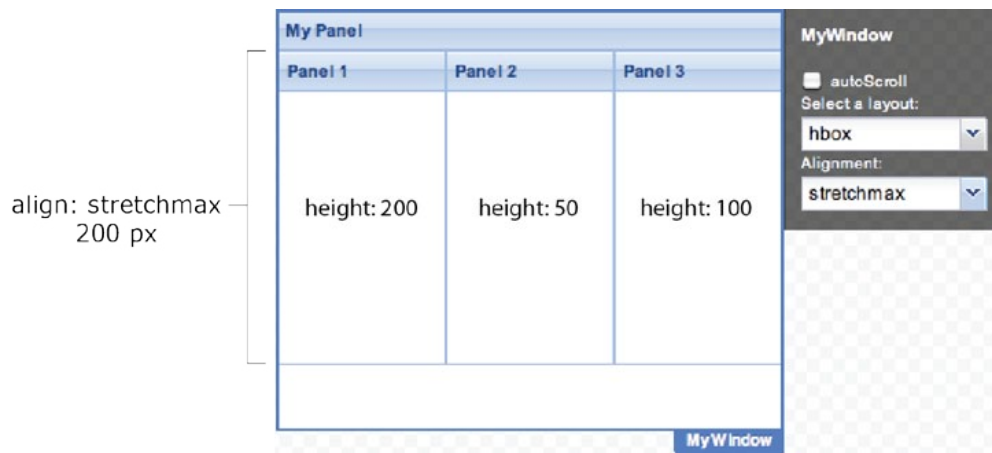 My Panel
Panel 1
Panel 2
Panel 3
align: stretchmax
200 px
height: 200
height: 50
height: 100
MyWindow
MyWindow
autoScroll
Select a layout:
hbox
Alignment:
stretchmax